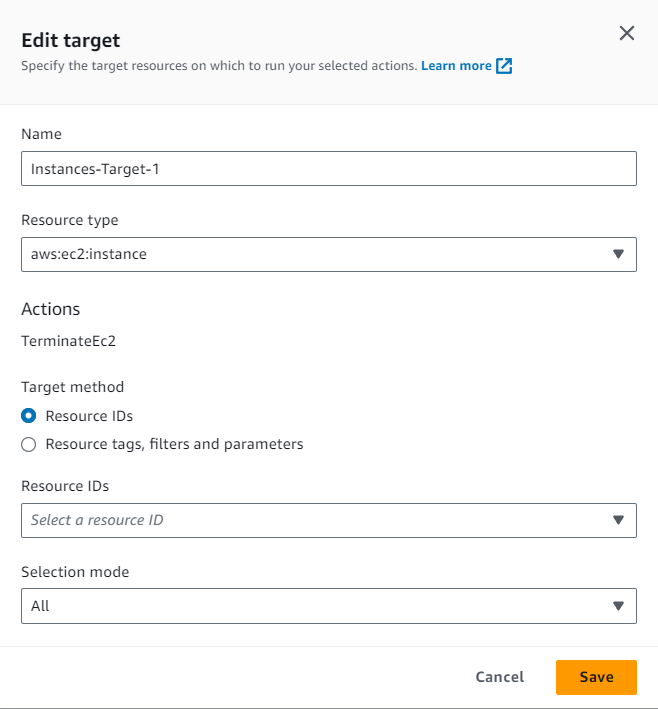 Edit target
Specify the target resources on which to run your selected actions. Learn more
Name
Instances-Target-1
Resource type
aws:ec2:instance
Actions
TerminateEc2
Target method
Resource IDs
Resource tags, filters and parameters
Resource IDs
Select a resource ID
Selection mode
All
Cancel Save